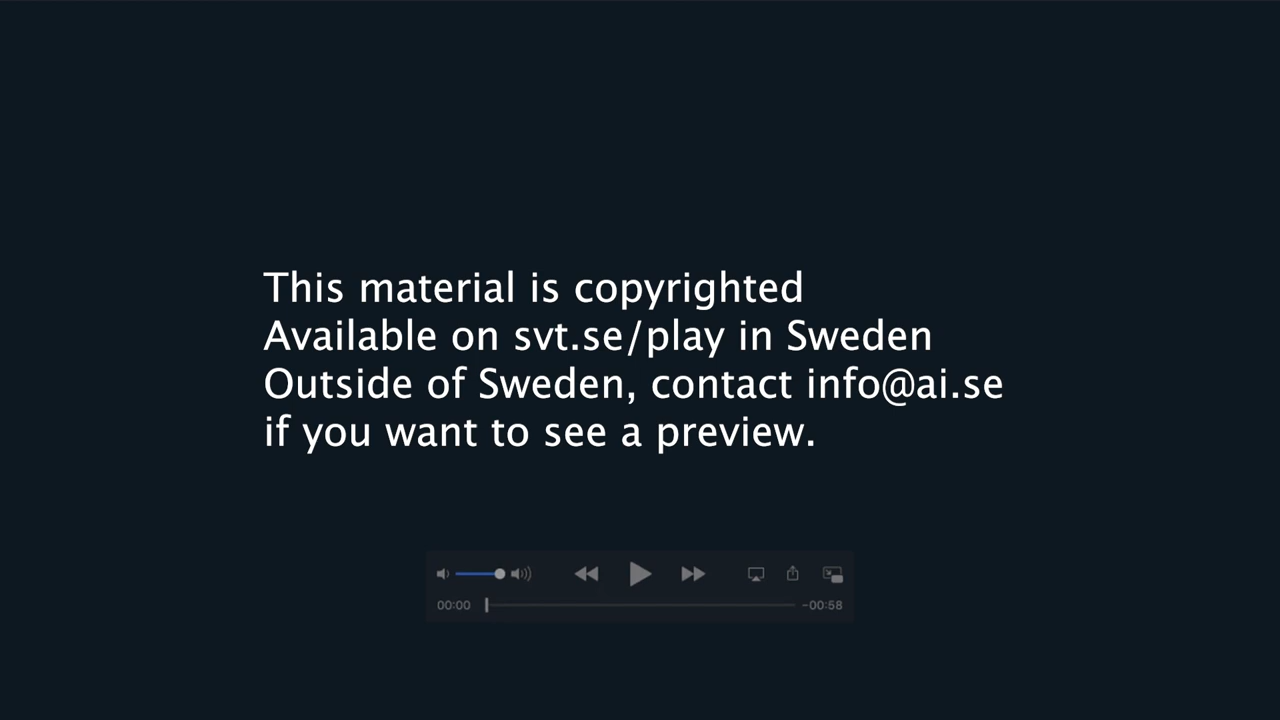 This material is copyrighted
Available on svt.se/play in Sweden
Outside of Sweden, contact info@ai.se
if you want to see a preview.
00:00
-00:58